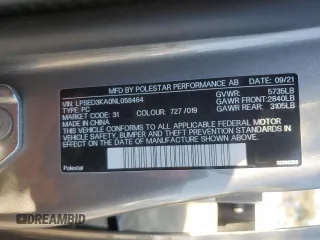 MFD BY POLESTAR PERFORMANCE AB
DATE: 09/21
VIN: LPSED3KA0NL058464
TYPE: PC
MARKET CODE: 31 COLOUR: 727/019
MADE IN CHINA
GVWR: 5735LB
GAWR FRONT: 2840LB
GAWR REAR: 3105LB
THIS VEHICLE CONFORMS TO ALL APPLICABLE FEDERAL MOTOR
VEHICLE SAFETY, BUMPER AND THEFT PREVENTION STANDARDS
IN EFFECT ON THE DATE OF MANUFACTURE SHOWN ABOVE
Polestar
DREAMBID